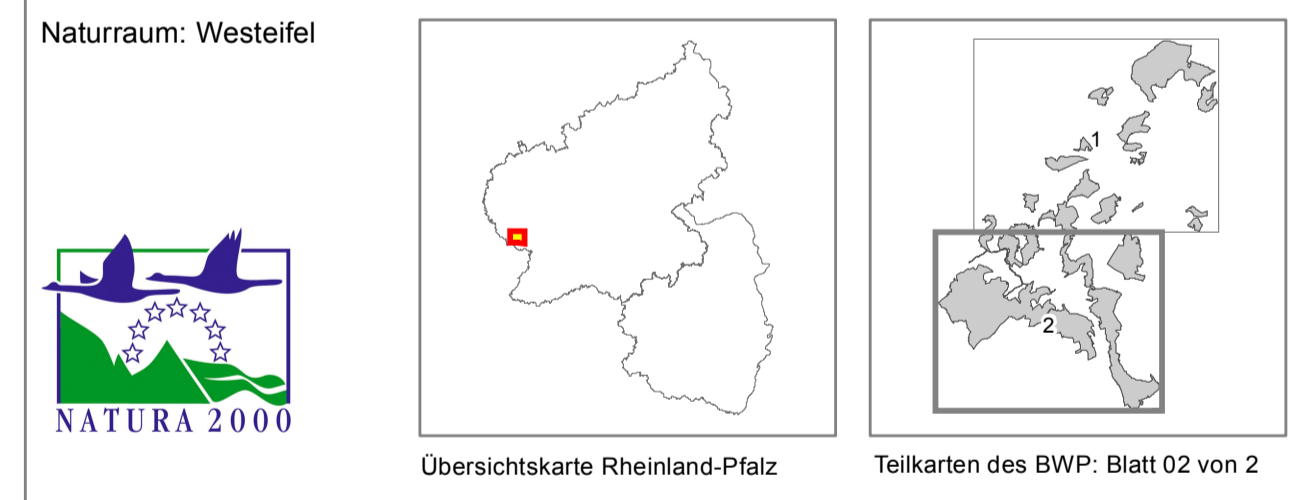 Naturraum: Westeifel
NATURA 2000
Übersichtskarte Rheinland-Pfalz
1
2
Teilkarten des BWP: Blatt 02 von 2